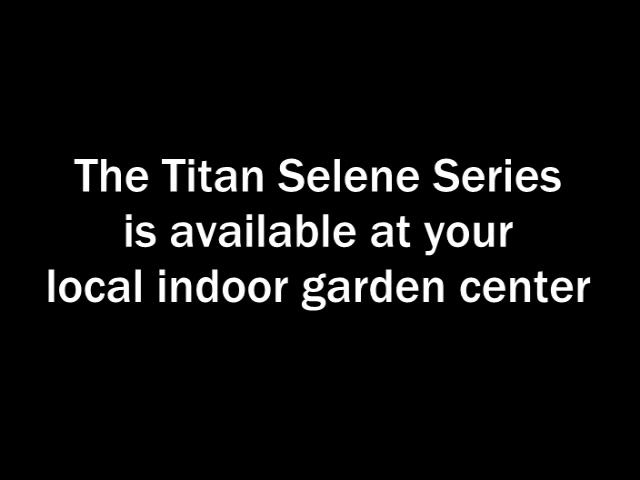 The Titan Selene Series
is available at your
local indoor garden center